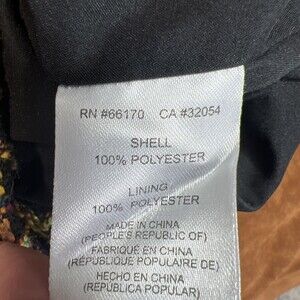 RN #66170 CA #32054
SHELL
100% POLYESTER
LINING
100% POLYESTER
MADE IN CHINA
(PEOPLE'S REPUBLIC OF)
FABRIQUÉ EN CHINA
(RÉPUBLIQUE POPULAIRE DE)
HECHO EN CHINA
(REPÚBLICA POPULAR)